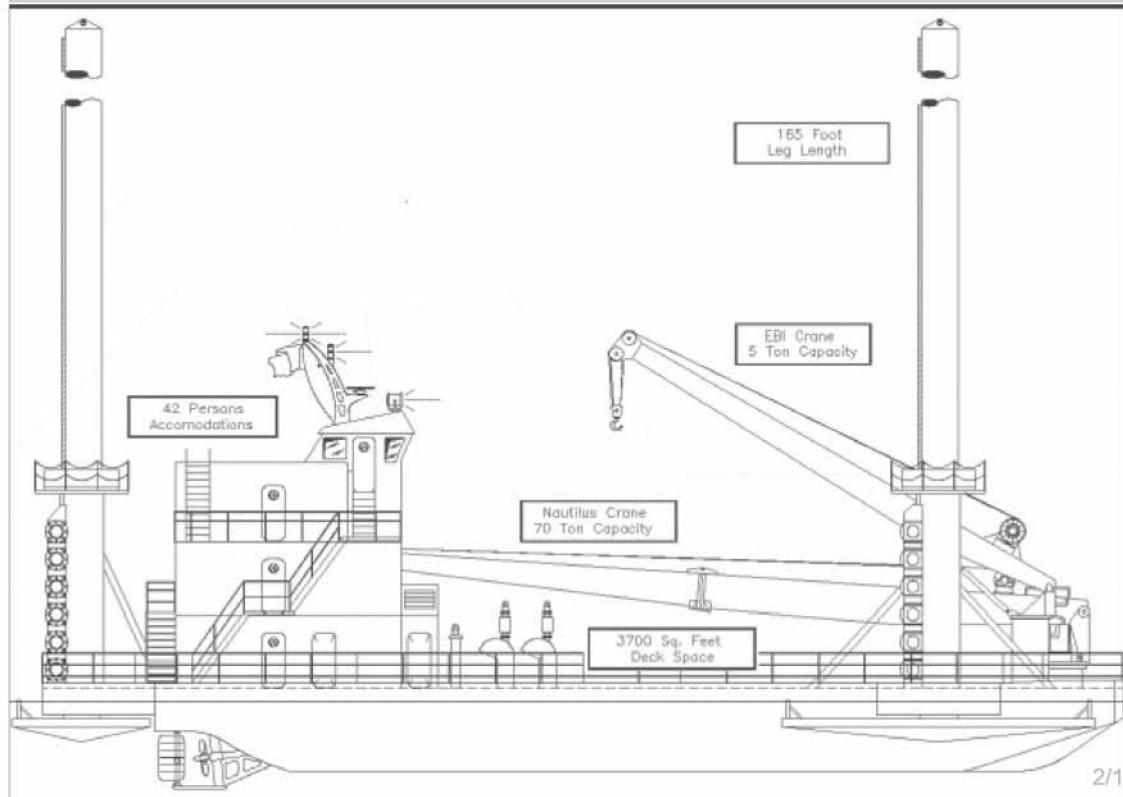 165 Foot
Leg Length
EBI Crane
5 Ton Capacity
42 Persons
Accomodations
Nautilus Crane
70 Ton Capacity
3700 Sq. Feet
Deck Space
2/1